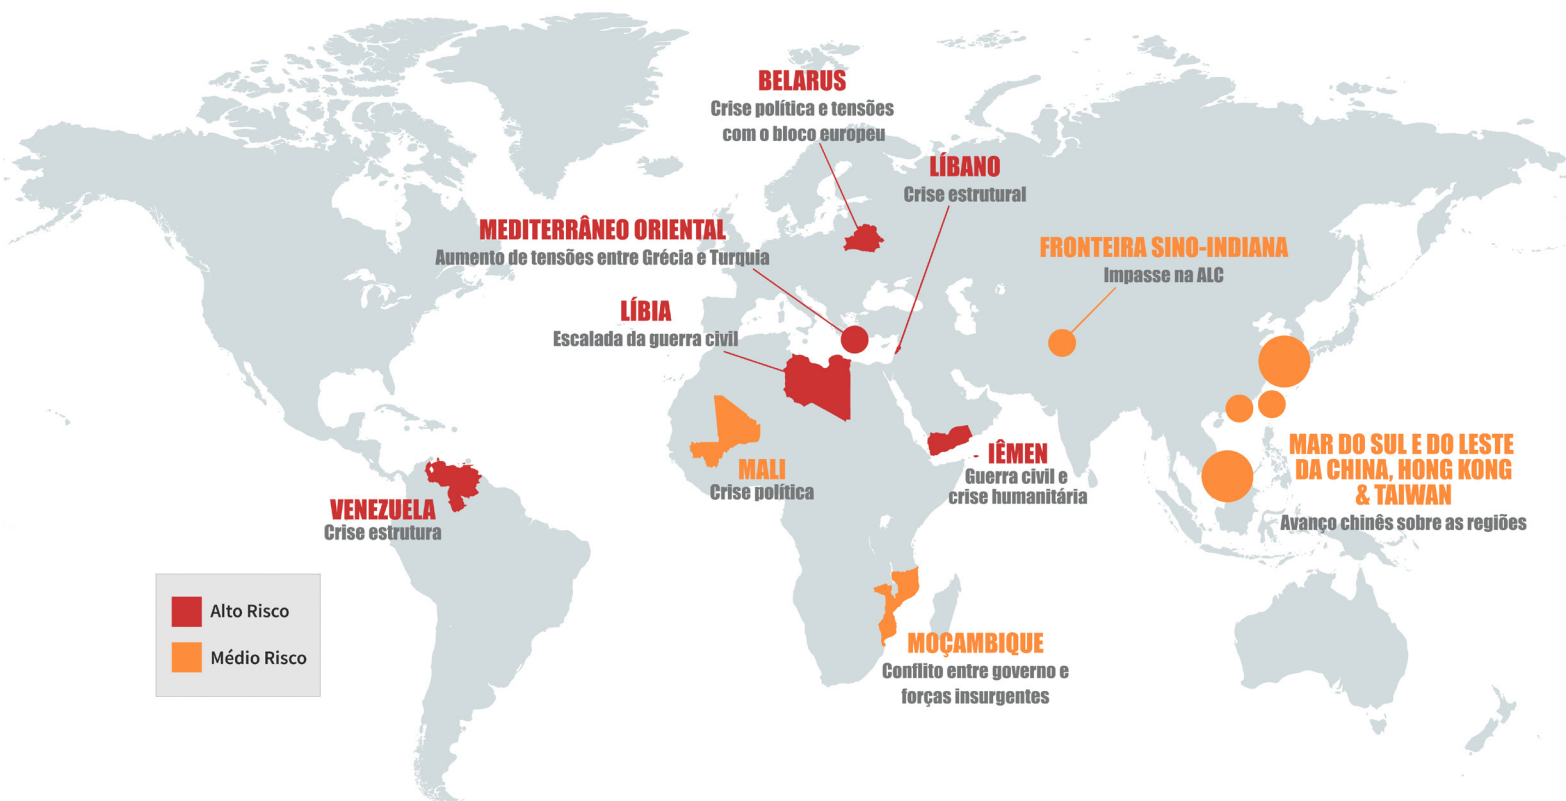 BELARUS
Crise política e tensões
com o bloco europeu
LÍBANO
Crise estrutural
MEDITERRÂNEO ORIENTAL
Aumento de tensões entre Grécia e Turquia
FRONTEIRA SINO-INDIANA
Impasse na ALC
LÍBIA
Escalada da guerra civil
MALI
Crise política
IÊMEN
Guerra civil e
crise humanitária
MAR DO SUL E DO LESTE
DA CHINA, HONG KONG
& TAIWAN
Avanço chinês sobre as regiões
VENEZUELA
Crise estrutura
MOÇAMBIQUE
Conflito entre governo e
forças insurgentes
Alto Risco
Médio Risco